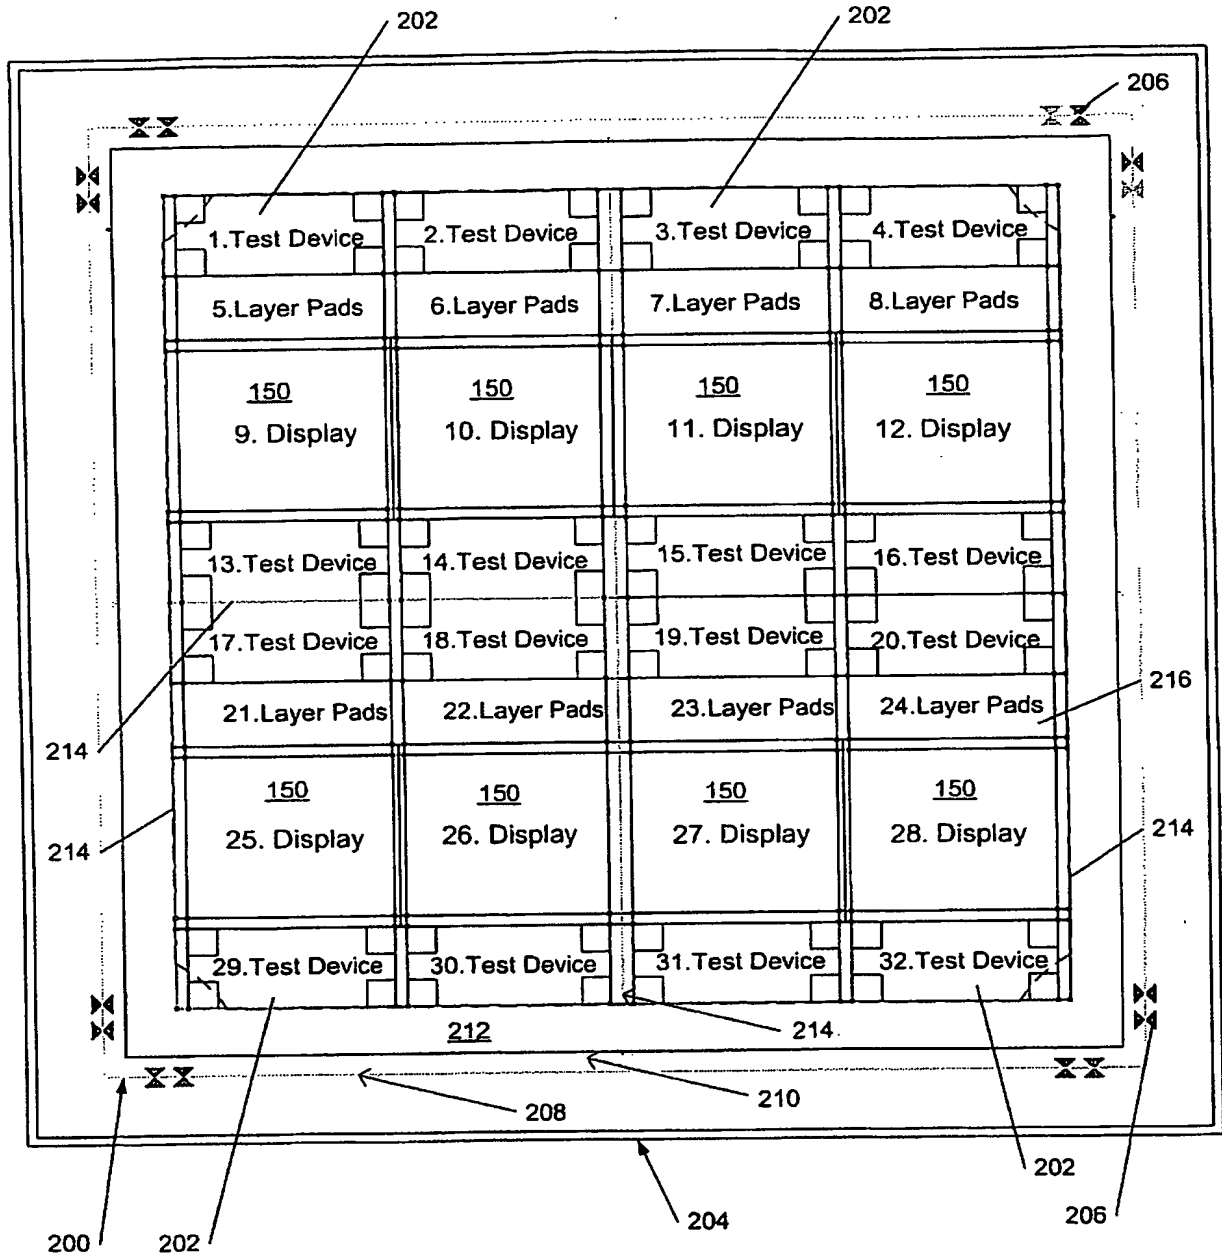 202
202
206
1.Test Device
2.Test Device
3.Test Device
4.Test Device
5.Layer Pads
6.Layer Pads
7.Layer Pads
8.Layer Pads
150
150
150
150
9. Display
10. Display
11. Display
12. Display
13.Test Device
14.Test Device
15.Test Device
16.Test Device
17.Test Device
18.Test Device
19.Test Device
20.Test Device
216
21.Layer Pads
22.Layer Pads
23.Layer Pads
24.Layer Pads
214
150
150
150
150
25. Display
26. Display
27. Display
28. Display
214
214
29.Test Device
30.Test Device
31.Test Device
32.Test Device
212
214
210
208
202
204
206
200
202